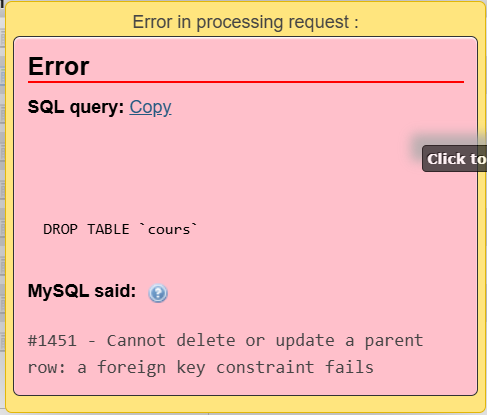 Error in processing request :
Error
SQL query: Copy
Click to
DROP TABLE `cours`
MySQL said:
#1451 - Cannot delete or update a parent
row: a foreign key constraint fails